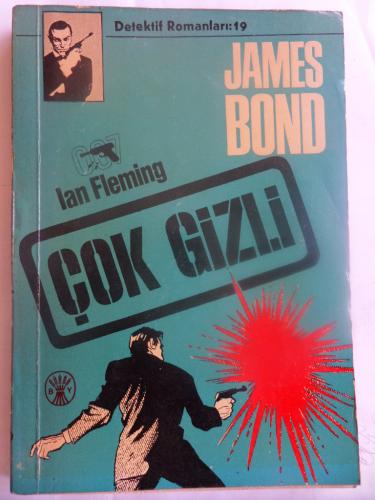 Detektif Romanları:19
JAMES
BOND
007
Ian Fleming
ÇOK GİZLİ
B Y